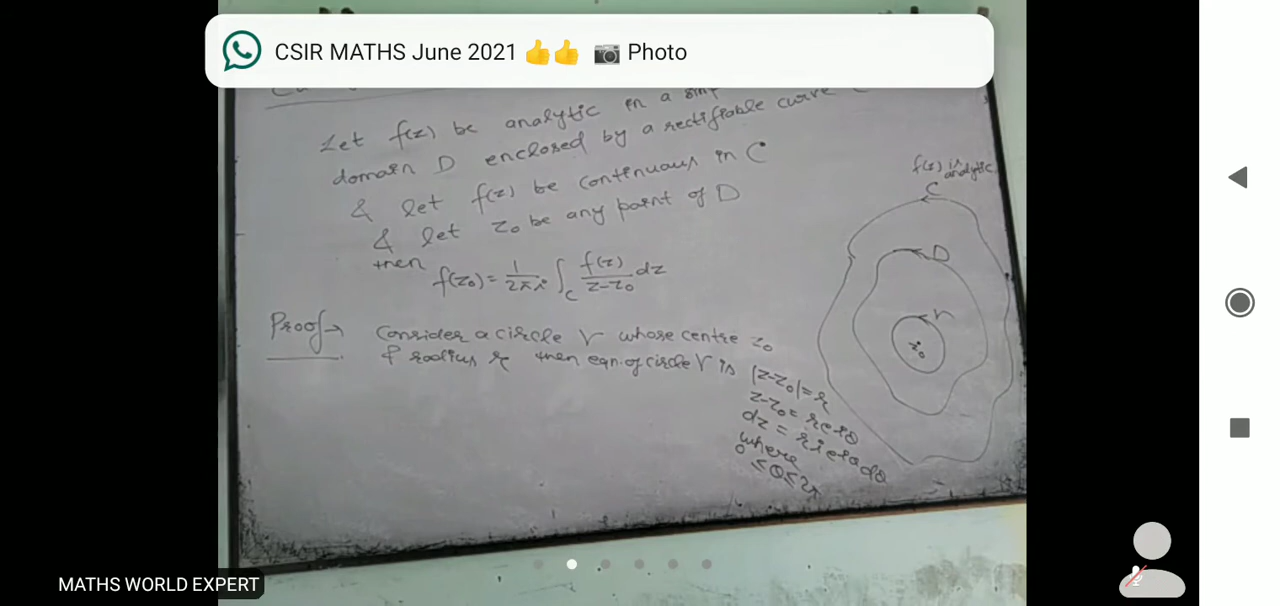 CSIR MATHS June 2021 👍👍 📷 Photo
Let f(z) be analytic in a
domain D enclosed by a rectifiable curve
& let f(z) be continuous in C
& let z₀ be any point of D
then
f(z₀) = 1/2πi ∫_C f(z)/z-z₀ dz
f(z) is
analytic
C
D
r
z₀
Proof→ Consider a circle r whose centre z₀
& radius r then eqn. of circle r is |z-z₀|=r
z-z₀ = re^iθ
dz = rie^iθdθ
where
0≤θ≤2π
MATHS WORLD EXPERT